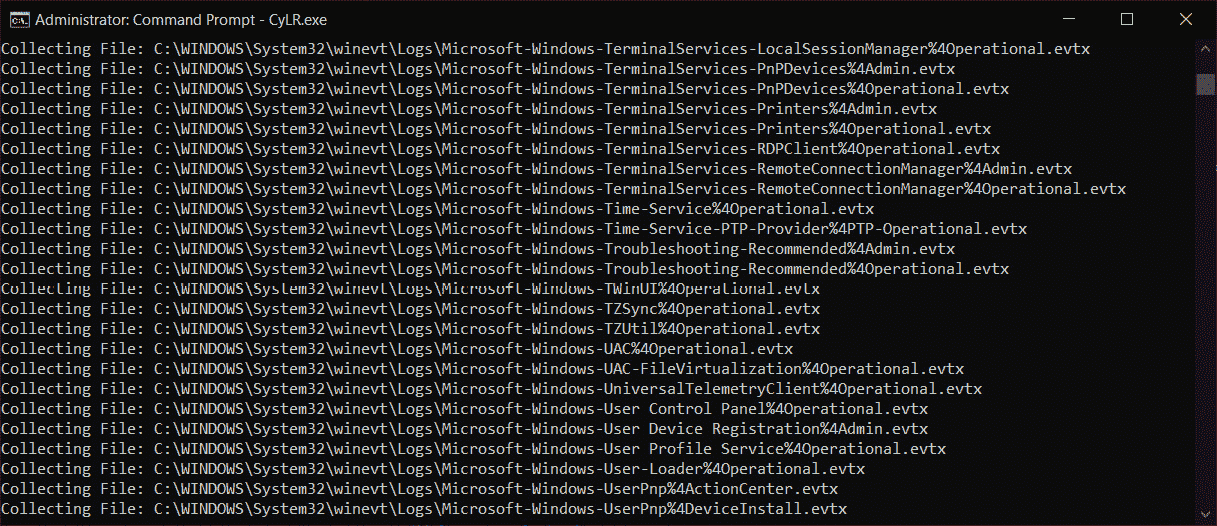 Administrator: Command Prompt - CyLR.exe
Collecting File: C:\WINDOWS\System32\winevt\Logs\Microsoft-Windows-TerminalServices-LocalSessionManager%4Operational.evtx
Collecting File: C:\WINDOWS\System32\winevt\Logs\Microsoft-Windows-TerminalServices-PnPDevices%4Admin.evtx
Collecting File: C:\WINDOWS\System32\winevt\Logs\Microsoft-Windows-TerminalServices-PnPDevices%4Operational.evtx
Collecting File: C:\WINDOWS\System32\winevt\Logs\Microsoft-Windows-TerminalServices-Printers%4Admin.evtx
Collecting File: C:\WINDOWS\System32\winevt\Logs\Microsoft-Windows-TerminalServices-Printers%4Operational.evtx
Collecting File: C:\WINDOWS\System32\winevt\Logs\Microsoft-Windows-TerminalServices-RDPClient%4Operational.evtx
Collecting File: C:\WINDOWS\System32\winevt\Logs\Microsoft-Windows-TerminalServices-RemoteConnectionManager%4Admin.evtx
Collecting File: C:\WINDOWS\System32\winevt\Logs\Microsoft-Windows-TerminalServices-RemoteConnectionManager%4Operational.evtx
Collecting File: C:\WINDOWS\System32\winevt\Logs\Microsoft-Windows-Time-Service%4Operational.evtx
Collecting File: C:\WINDOWS\System32\winevt\Logs\Microsoft-Windows-Time-Service-PTP-Provider%4PTP-Operational.evtx
Collecting File: C:\WINDOWS\System32\winevt\Logs\Microsoft-Windows-Troubleshooting-Recommended%4Admin.evtx
Collecting File: C:\WINDOWS\System32\winevt\Logs\Microsoft-Windows-Troubleshooting-Recommended%4Operational.evtx
Collecting File: C:\WINDOWS\System32\winevt\Logs\Microsoft-Windows-TWinUI%4Operational.evtx
Collecting File: C:\WINDOWS\System32\winevt\Logs\Microsoft-Windows-TZSync%4Operational.evtx
Collecting File: C:\WINDOWS\System32\winevt\Logs\Microsoft-Windows-TZUtil%4Operational.evtx
Collecting File: C:\WINDOWS\System32\winevt\Logs\Microsoft-Windows-UAC%4Operational.evtx
Collecting File: C:\WINDOWS\System32\winevt\Logs\Microsoft-Windows-UAC-FileVirtualization%4Operational.evtx
Collecting File: C:\WINDOWS\System32\winevt\Logs\Microsoft-Windows-UniversalTelemetryClient%4Operational.evtx
Collecting File: C:\WINDOWS\System32\winevt\Logs\Microsoft-Windows-User Control Panel%4Operational.evtx
Collecting File: C:\WINDOWS\System32\winevt\Logs\Microsoft-Windows-User Device Registration%4Admin.evtx
Collecting File: C:\WINDOWS\System32\winevt\Logs\Microsoft-Windows-User Profile Service%4Operational.evtx
Collecting File: C:\WINDOWS\System32\winevt\Logs\Microsoft-Windows-User-Loader%4Operational.evtx
Collecting File: C:\WINDOWS\System32\winevt\Logs\Microsoft-Windows-UserPnp%4ActionCenter.evtx
Collecting File: C:\WINDOWS\System32\winevt\Logs\Microsoft-Windows-UserPnp%4DeviceInstall.evtx